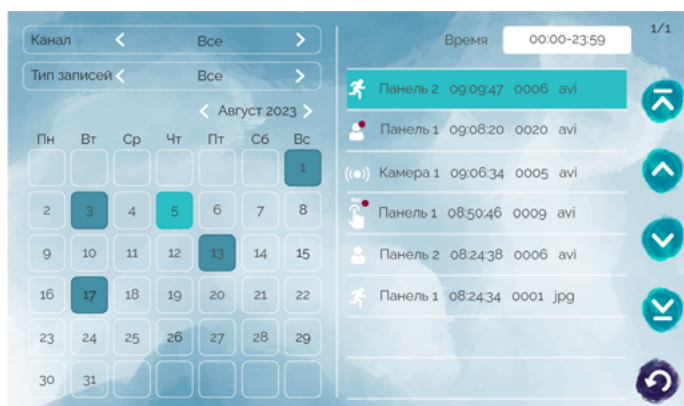 Канал < Все >
Тип записей < Все >
< Август 2023 >
Пн Вт Ср Чт Пт Сб Вс
1
2 3 4 5 6 7 8
9 10 11 12 13 14 15
16 17 18 19 20 21 22
23 24 25 26 27 28 29
30 31
Время 00:00-23:59 1/1
Панель 2 09:09:47 0006 avi
Панель 1 09:08:20 0020 avi
Камера 1 09:06:34 0005 avi
Панель 1 08:50:46 0009 avi
Панель 2 08:24:38 0006 avi
Панель 1 08:24:34 0001 jpg